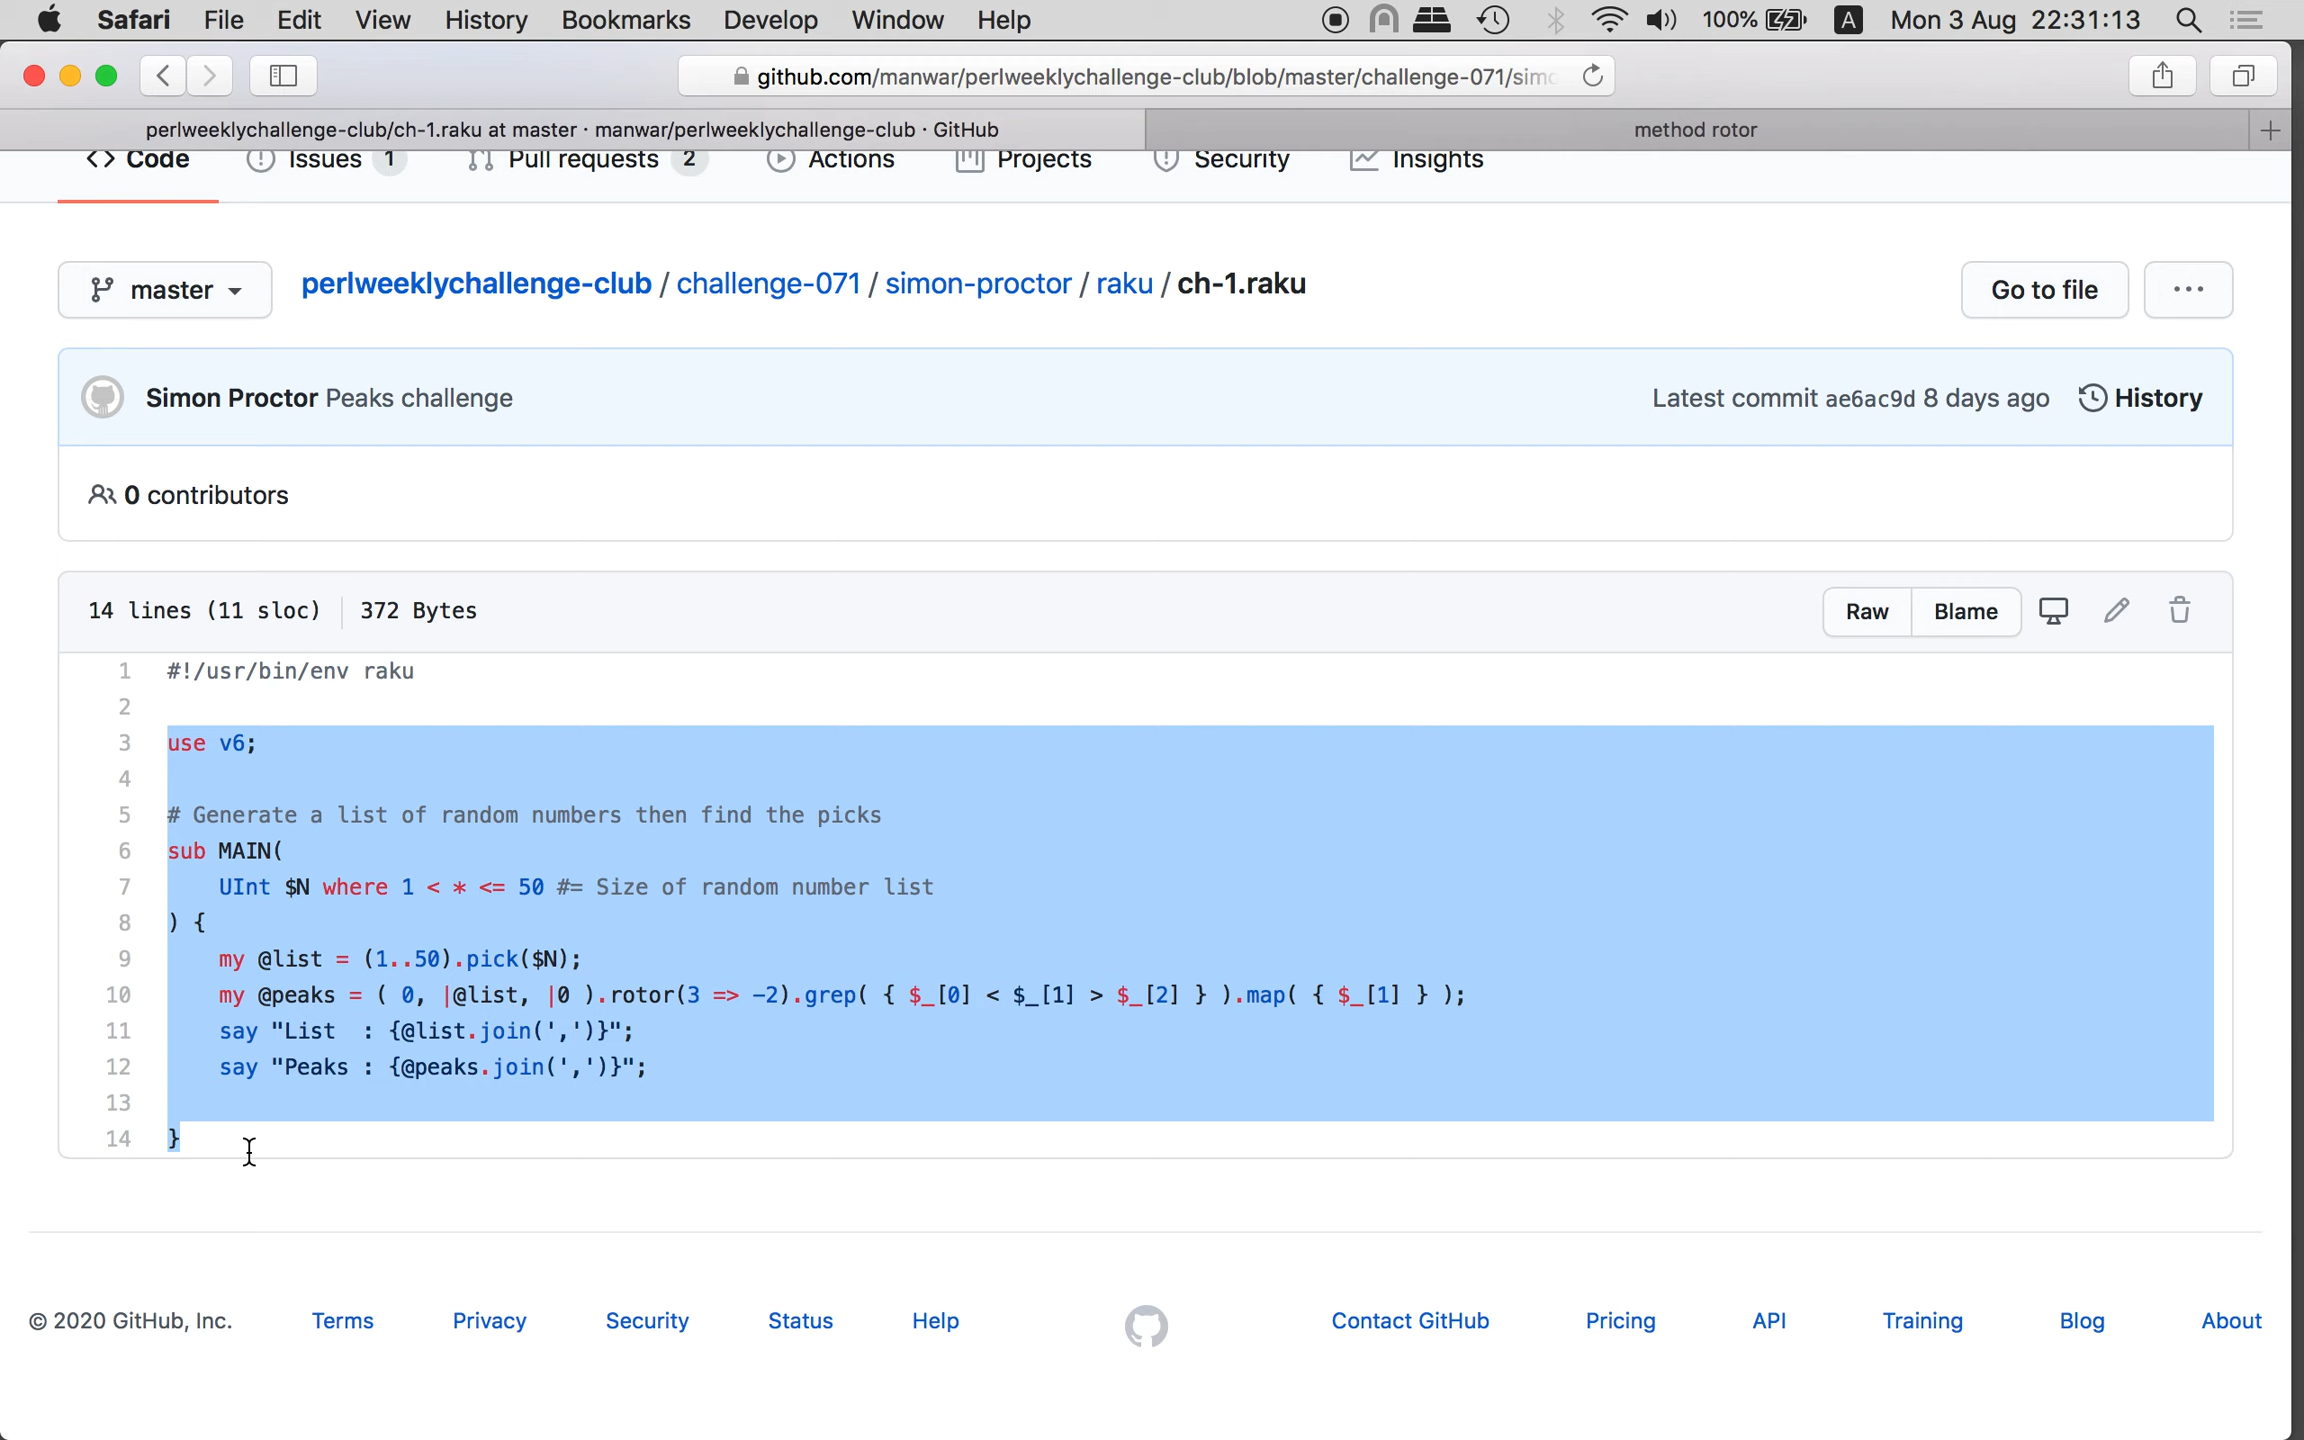 Safari File Edit View History Bookmarks Develop Window Help 100% A Mon 3 Aug 22:31:13
github.com/manwar/perlweeklychallenge-club/blob/master/challenge-071/simo
perlweeklychallenge-club/ch-1.raku at master · manwar/perlweeklychallenge-club · GitHub
method rotor
<> Code Issues 1 Pull requests 2 Actions Projects Security Insights
master perlweeklychallenge-club / challenge-071 / simon-proctor / raku / ch-1.raku Go to file ...
Simon Proctor Peaks challenge Latest commit ae6ac9d 8 days ago History
0 contributors
14 lines (11 sloc) 372 Bytes Raw Blame
1 #!/usr/bin/env raku
2
3 use v6;
4
5 # Generate a list of random numbers then find the picks
6 sub MAIN(
7     UInt $N where 1 < * <= 50 #= Size of random number list
8 ) {
9     my @list = (1..50).pick($N);
10     my @peaks = ( 0, |@list, |0 ).rotor(3 => -2).grep( { $_[0] < $_[1] > $_[2] } ).map( { $_[1] } );
11     say "List  : {@list.join(',')}";
12     say "Peaks : {@peaks.join(',')}";
13
14 }
© 2020 GitHub, Inc. Terms Privacy Security Status Help Contact GitHub Pricing API Training Blog About